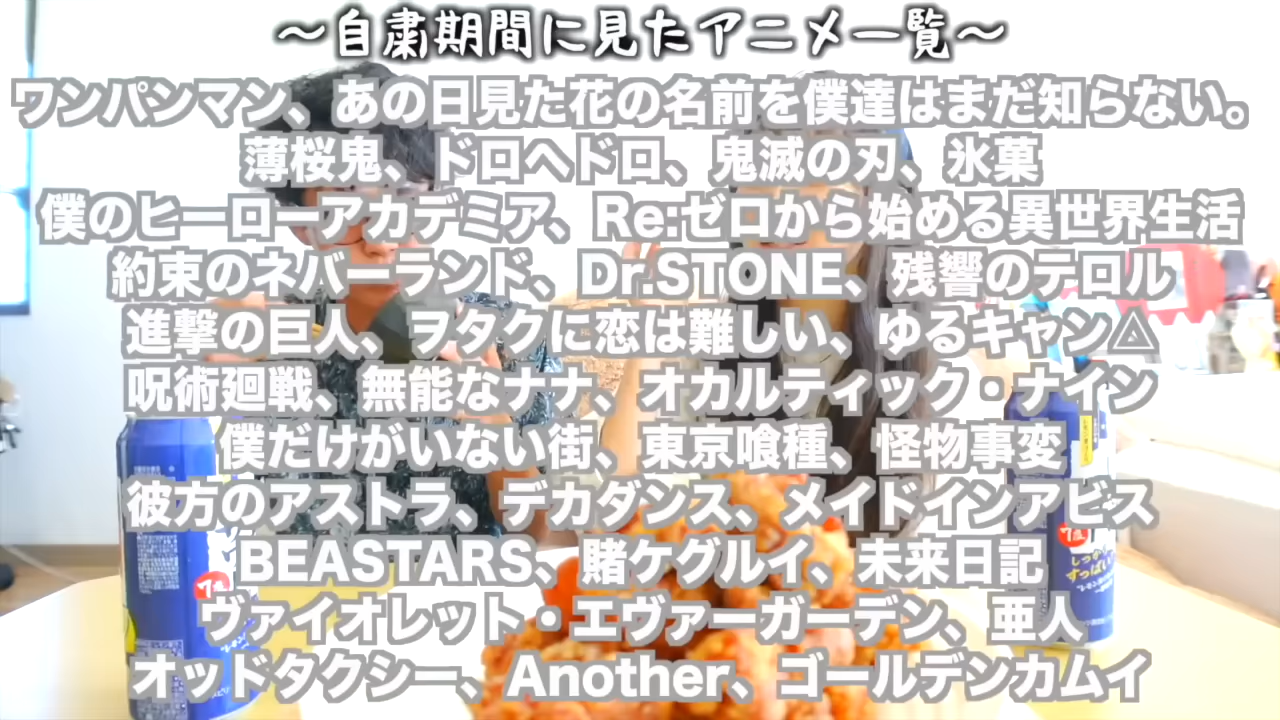 ～自粛期間に見たアニメ一覧～
ワンパンマン、あの日見た花の名前を僕達はまだ知らない。
薄桜鬼、ドロヘドロ、鬼滅の刃、氷菓
僕のヒーローアカデミア、Re:ゼロから始める異世界生活
約束のネバーランド、Dr.STONE、残響のテロル
進撃の巨人、ヲタクに恋は難しい、ゆるキャン△
呪術廻戦、無能なナナ、オカルティック・ナイン
僕だけがいない街、東京喰種、怪物事変
彼方のアストラ、デカダンス、メイドインアビス
BEASTARS、賭ケグルイ、未来日記
ヴァイオレット・エヴァーガーデン、亜人
オッドタクシー、Another、ゴールデンカムイ
7度
7度